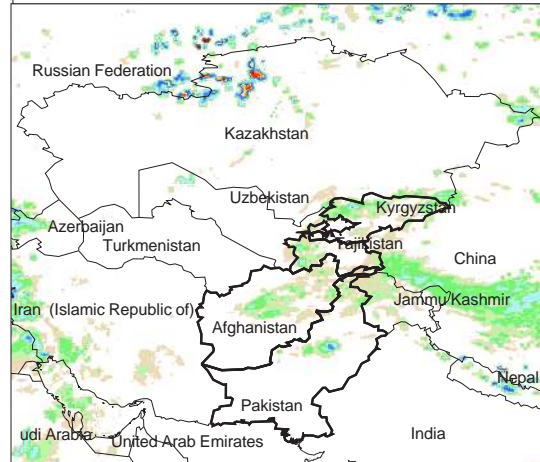 Russian Federation
Kazakhstan
Uzbekistan
Kyrgyzstan
Azerbaijan
Turkmenistan
Tajikistan
China
Jammu/Kashmir
Iran (Islamic Republic of)
Afghanistan
Nepal
Pakistan
udi Arabia
United Arab Emirates
India